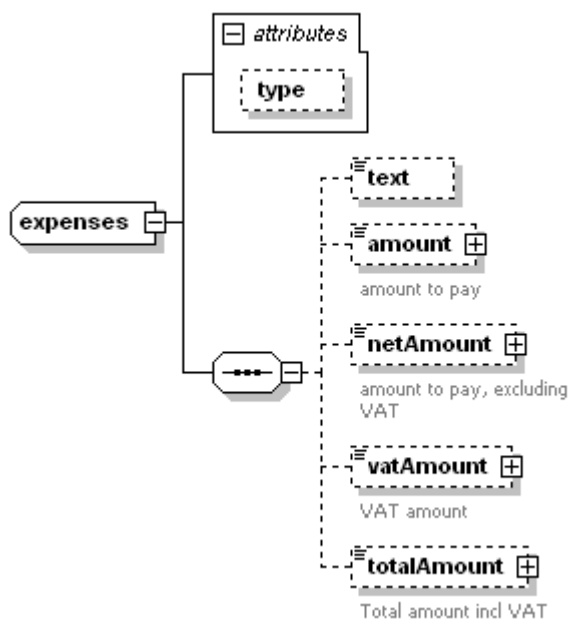 attributes
type
expenses
text
amount
amount to pay
netAmount
amount to pay, excluding
VAT
vatAmount
VAT amount
totalAmount
Total amount incl VAT